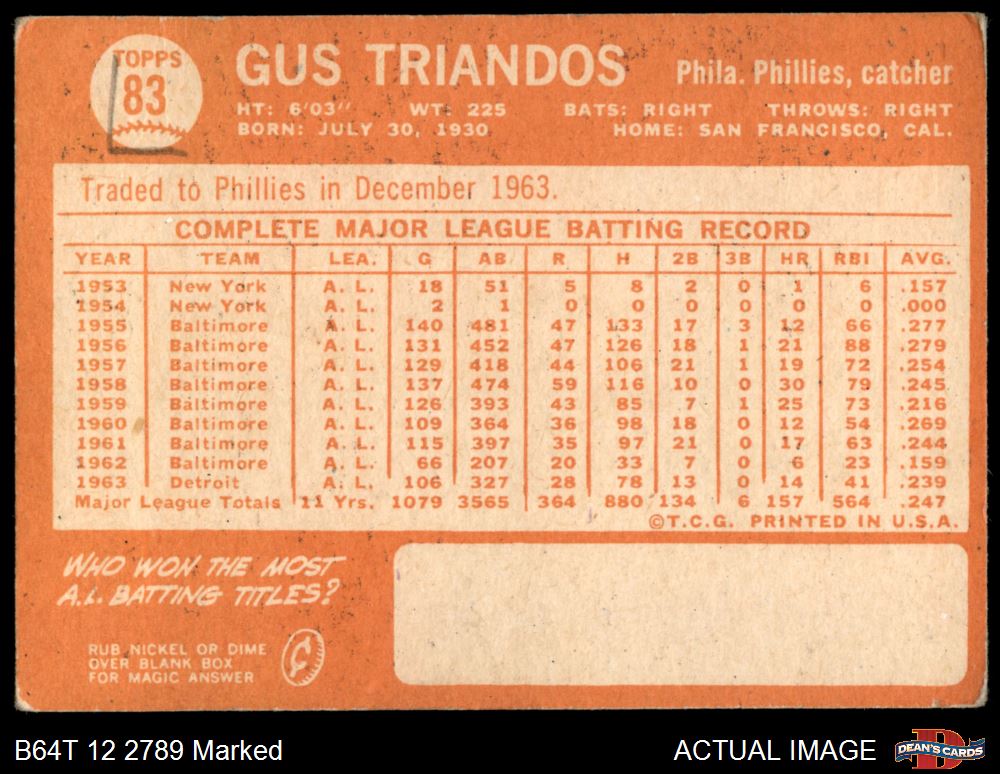 TOPPS
83
GUS TRIANDOS
Phila. Phillies, catcher
HT: 6'03" WT: 225 BATS: RIGHT THROWS: RIGHT
BORN: JULY 30, 1930 HOME: SAN FRANCISCO, CAL.
Traded to Phillies in December 1963.
COMPLETE MAJOR LEAGUE BATTING RECORD
YEAR TEAM LEA. G AB R H 2B 3B HR RBI AVG.
1953 New York A. L. 18 51 5 8 2 0 1 6 .157
1954 New York A. L. 2 1 0 0 0 0 0 0 .000
1955 Baltimore A. L. 140 481 47 133 17 3 12 66 .277
1956 Baltimore A. L. 131 452 47 126 18 1 21 88 .279
1957 Baltimore A. L. 129 418 44 106 21 1 19 72 .254
1958 Baltimore A. L. 137 474 59 116 10 0 30 79 .245
1959 Baltimore A. L. 126 393 43 85 7 1 25 73 .216
1960 Baltimore A. L. 109 364 36 98 18 0 12 54 .269
1961 Baltimore A. L. 115 397 35 97 21 0 17 63 .244
1962 Baltimore A. L. 66 207 20 33 7 0 6 23 .159
1963 Detroit A. L. 106 327 28 78 13 0 14 41 .239
Major League Totals 11 Yrs. 1079 3565 364 880 134 6 157 564 .247
©T.C.G. PRINTED IN U.S.A.
WHO WON THE MOST
A.L. BATTING TITLES?
RUB NICKEL OR DIME
OVER BLANK BOX
FOR MAGIC ANSWER
B64T 12 2789 Marked
ACTUAL IMAGE
DEAN'S CARDS